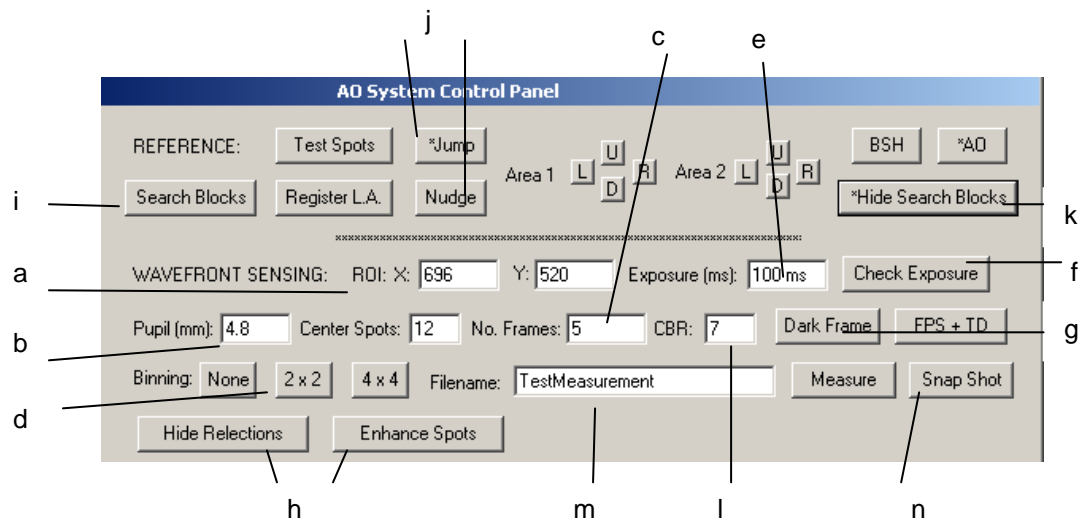 j c e
AO System Control Panel
REFERENCE: Test Spots *Jump U U BSH *AO
Area 1 L R Area 2 L R
i Search Blocks Register L.A. Nudge D D *Hide Search Blocks k
a WAVEFRONT SENSING: ROI: X: 696 Y: 520 Exposure (ms): 100 ms Check Exposure f
b Pupil (mm): 4.8 Center Spots: 12 No. Frames: 5 CBR: 7 Dark Frame FPS + TD g
d Binning: None 2 x 2 4 x 4 Filename: TestMeasurement Measure Snap Shot
Hide Relections Enhance Spots
h m l n